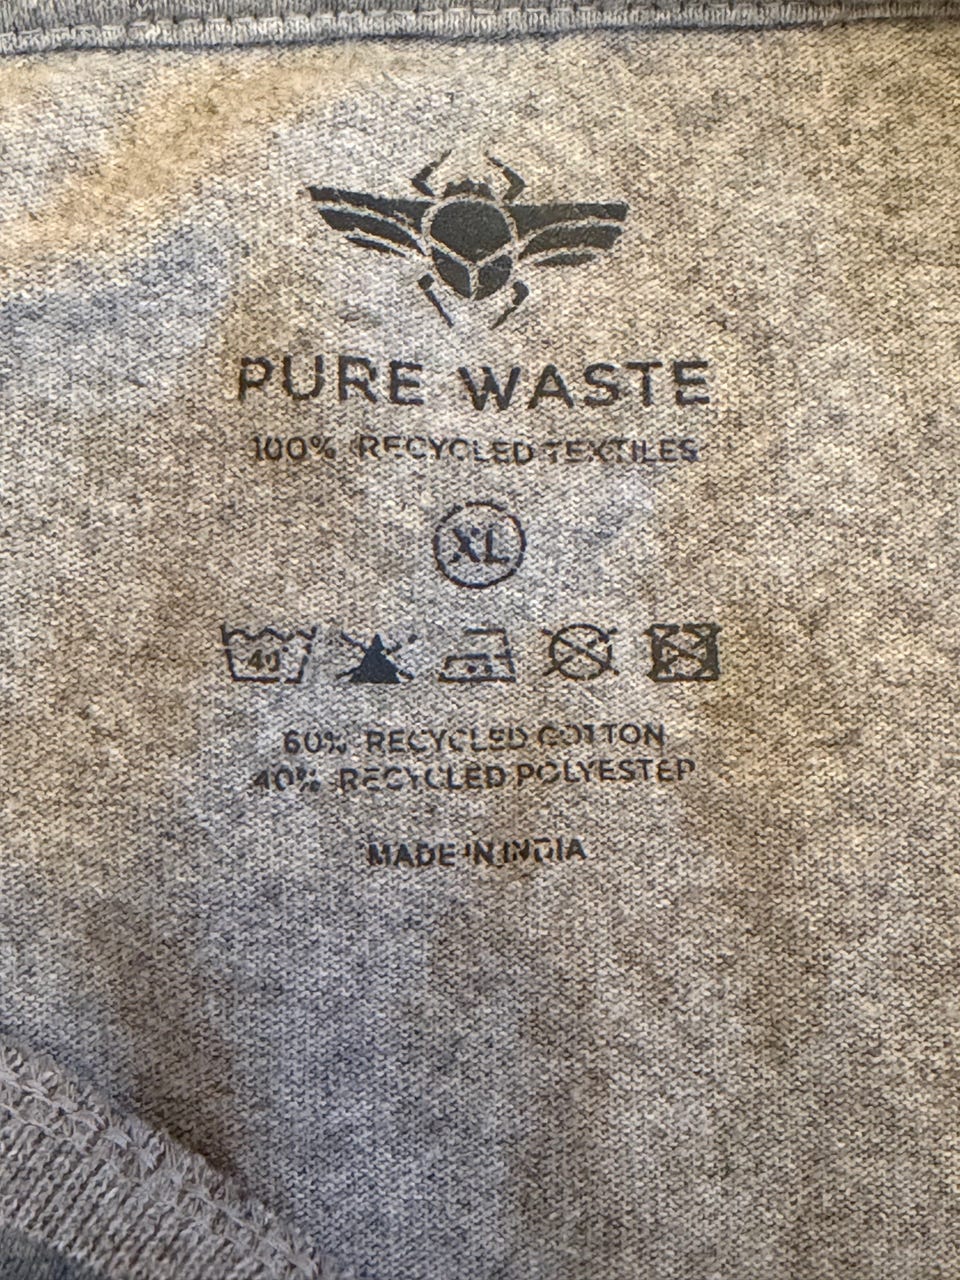 PURE WASTE
100% RECYCLED TEXTILES
XL
40
60% RECYCLED COTTON
40% RECYCLED POLYESTER
MADE IN INDIA